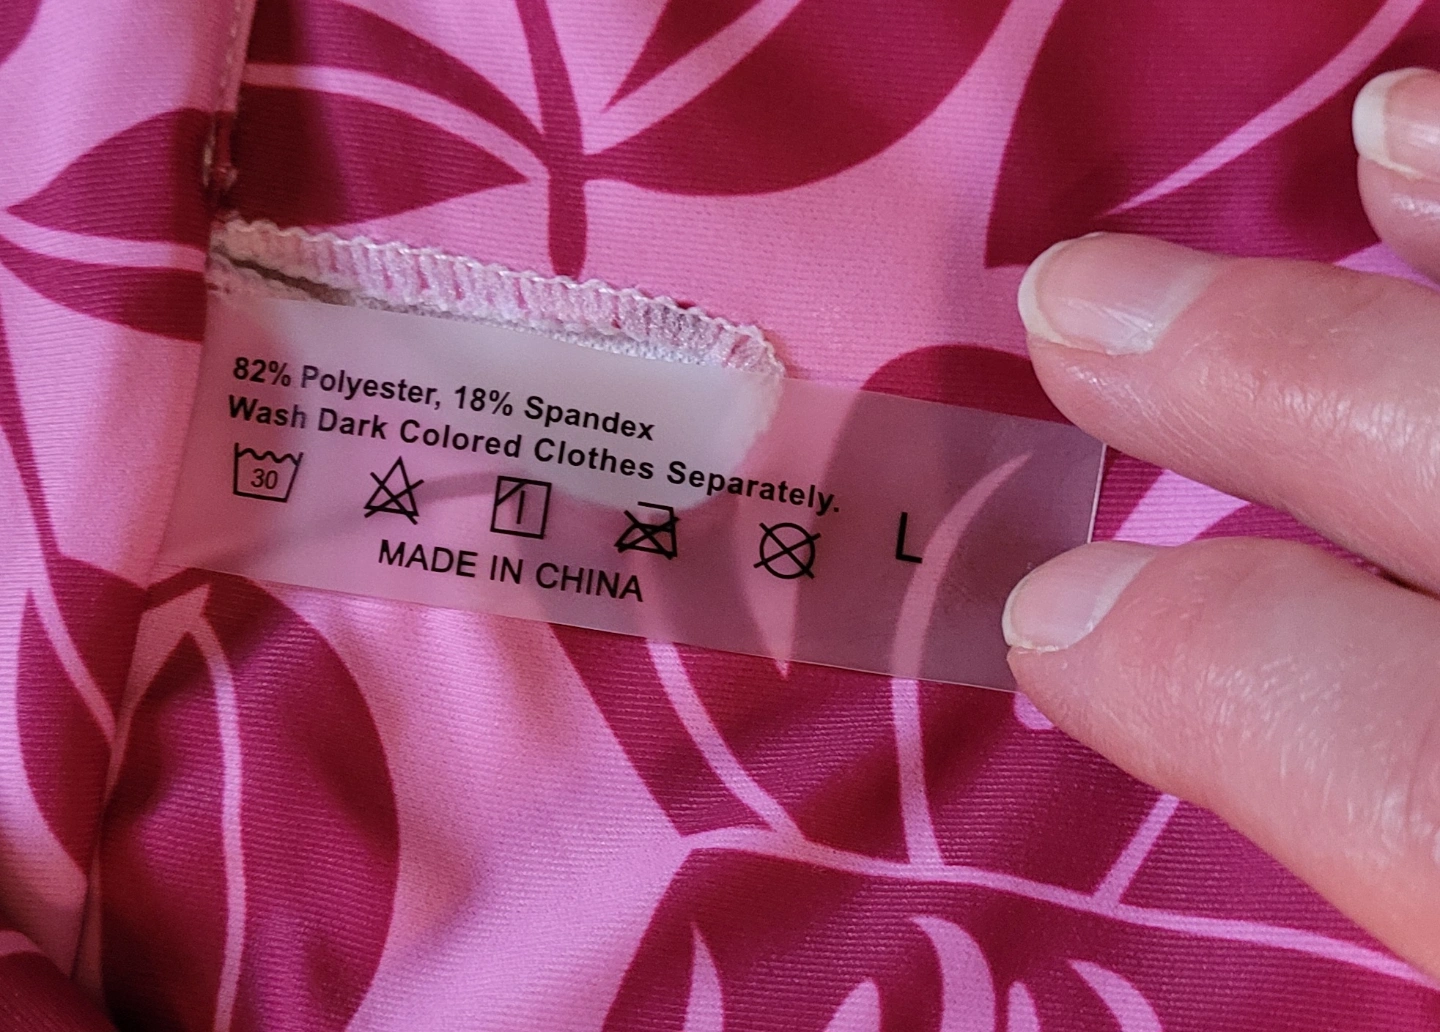 82% Polyester, 18% Spandex
Wash Dark Colored Clothes Separately.
30
L
MADE IN CHINA